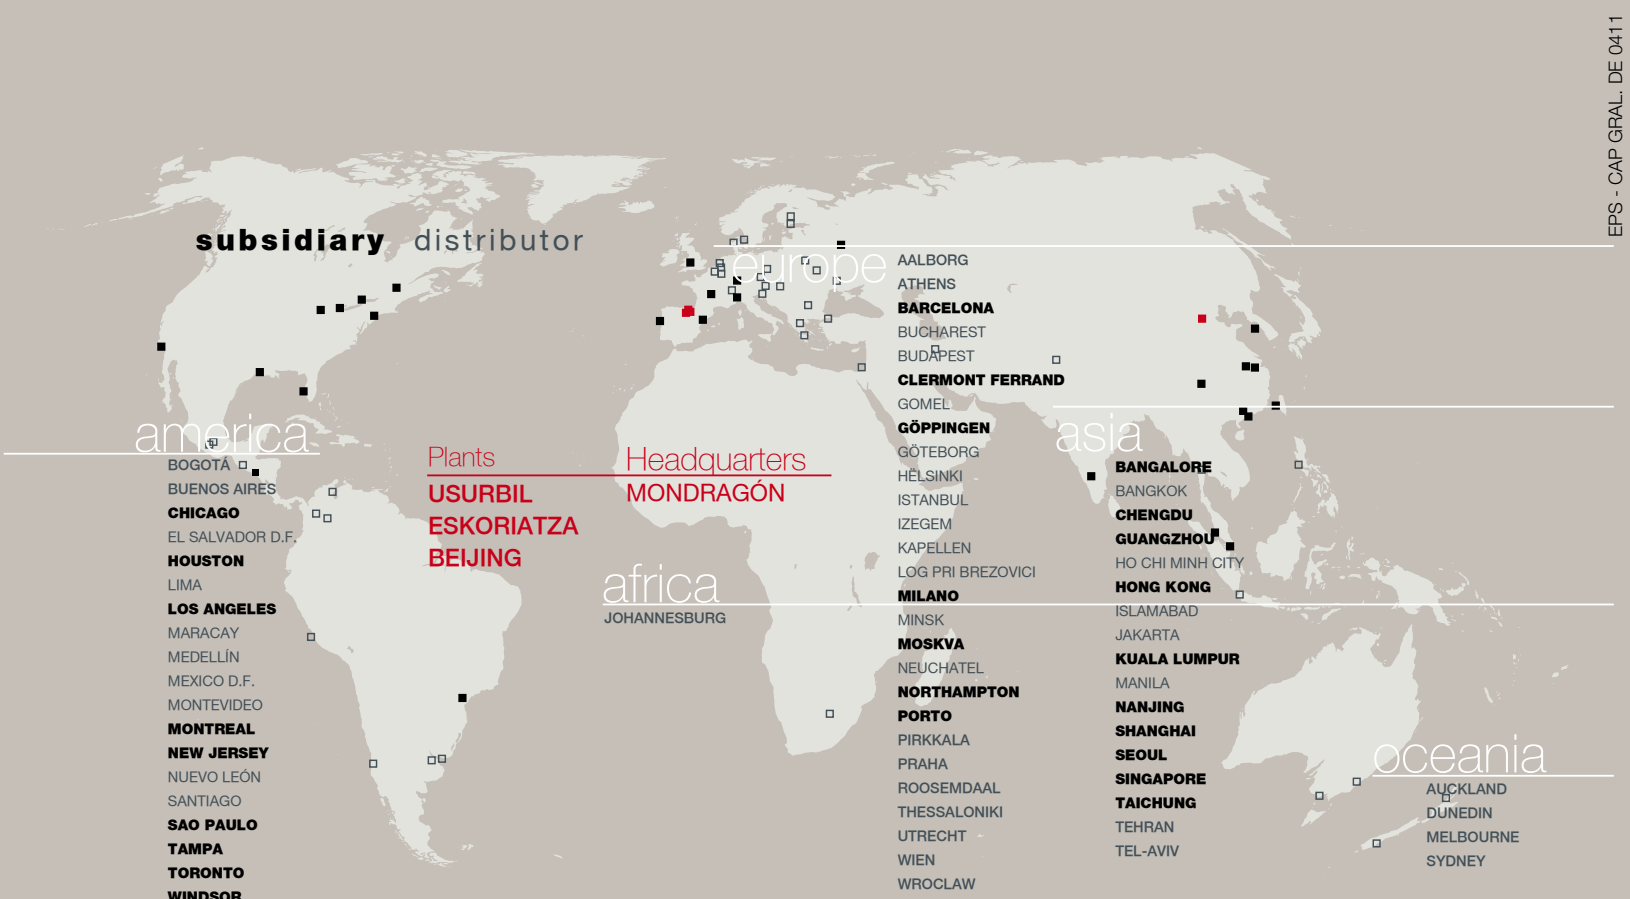 EPS - CAP GRAL. DE 0411
subsidiary distributor
europe
AALBORG
ATHENS
BARCELONA
BUCHAREST
BUDAPEST
CLERMONT FERRAND
GOMEL
GÖPPINGEN
GÖTEBORG
HËLSINKI
ISTANBUL
IZEGEM
KAPELLEN
LOG PRI BREZOVICI
MILANO
MINSK
MOSKVA
NEUCHATEL
NORTHAMPTON
PORTO
PIRKKALA
PRAHA
ROOSEMDAAL
THESSALONIKI
UTRECHT
WIEN
WROCLAW
america
BOGOTÁ
BUENOS AIRES
CHICAGO
EL SALVADOR D.F.
HOUSTON
LIMA
LOS ANGELES
MARACAY
MEDELLÍN
MEXICO D.F.
MONTEVIDEO
MONTREAL
NEW JERSEY
NUEVO LEÓN
SANTIAGO
SAO PAULO
TAMPA
TORONTO
WINDSOR
Plants
USURBIL
ESKORIATZA
BEIJING
Headquarters
MONDRAGÓN
africa
JOHANNESBURG
asia
BANGALORE
BANGKOK
CHENGDU
GUANGZHOU
HO CHI MINH CITY
HONG KONG
ISLAMABAD
JAKARTA
KUALA LUMPUR
MANILA
NANJING
SHANGHAI
SEOUL
SINGAPORE
TAICHUNG
TEHRAN
TEL-AVIV
oceania
AUCKLAND
DUNEDIN
MELBOURNE
SYDNEY